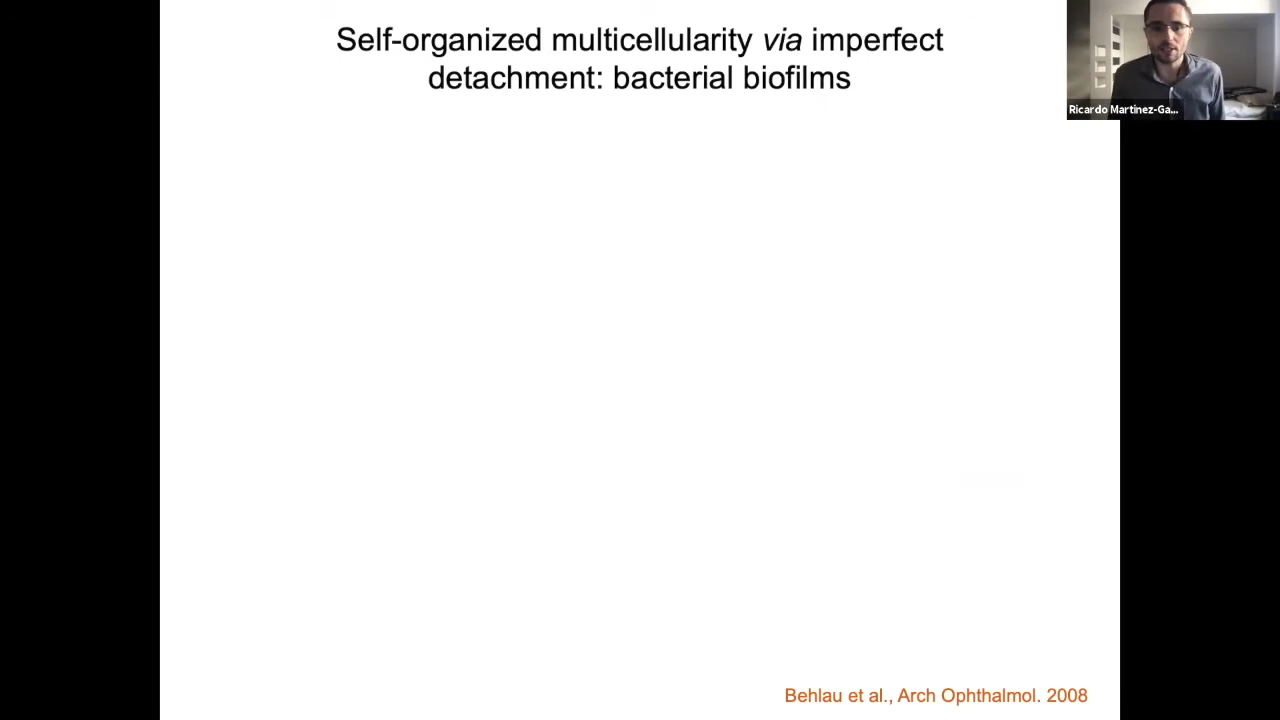 Self-organized multicellularity via imperfect
detachment: bacterial biofilms
Ricardo Martinez-Ga...
Behlau et al., Arch Ophthalmol. 2008